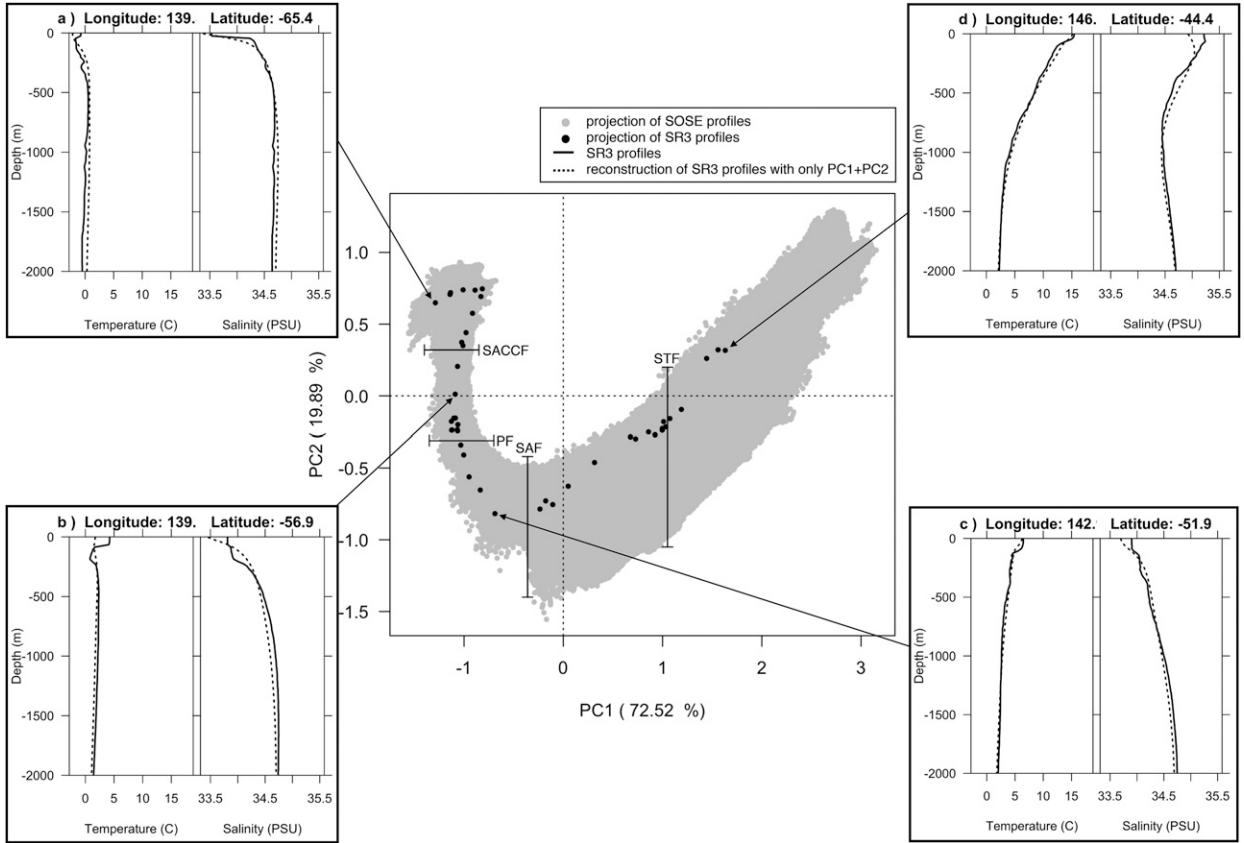 a ) Longitude: 139. Latitude: -65.4
0
-500
-1000
-1500
-2000
Depth (m)
0 5 10 15 33.5 34.5 35.5
Temperature (C) Salinity (PSU)
d ) Longitude: 146. Latitude: -44.4
0
-500
-1000
-1500
-2000
Depth (m)
0 5 15 33.5 34.5 35.5
Temperature (C) Salinity (PSU)
projection of SOSE profiles
projection of SR3 profiles
SR3 profiles
reconstruction of SR3 profiles with only PC1+PC2
1.0
0.5
0.0
-0.5
-1.0
-1.5
PC2 ( 19.89 %)
SACCF
STF
PF
SAF
-1 0 1 2 3
PC1 ( 72.52 %)
b ) Longitude: 139. Latitude: -56.9
0
-500
-1000
-1500
-2000
Depth (m)
0 5 10 15 33.5 34.5 35.5
Temperature (C) Salinity (PSU)
c ) Longitude: 142. Latitude: -51.9
0
-500
-1000
-1500
-2000
Depth (m)
0 5 15 33.5 34.5 35.5
Temperature (C) Salinity (PSU)